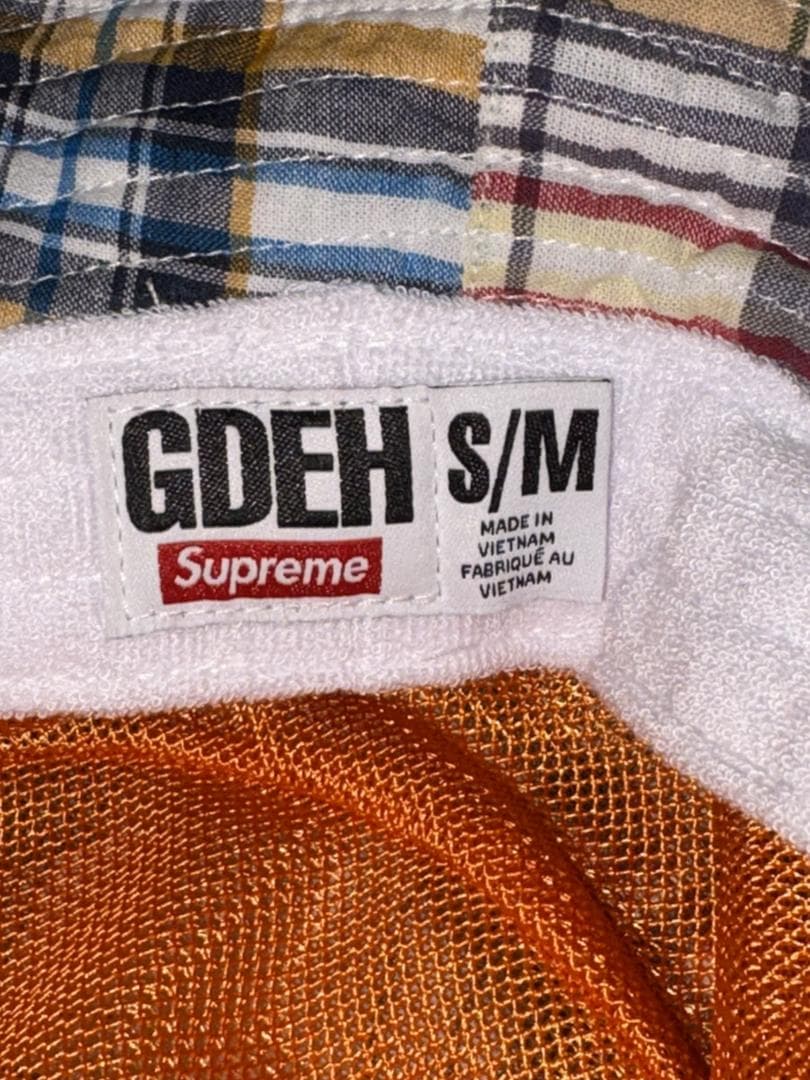 GDEH
Supreme
S/M
MADE IN
VIETNAM
FABRIQUÉ AU
VIETNAM